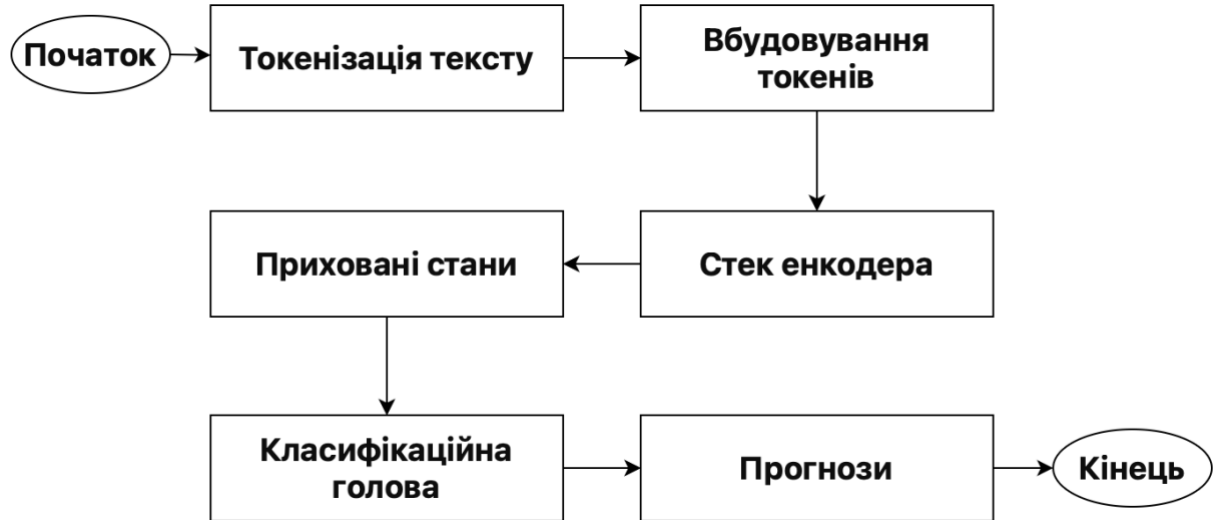 Початок
Токенізація тексту
Вбудовування
токенів
Стек енкодера
Приховані стани
Класифікаційна
голова
Прогнози
Кінець